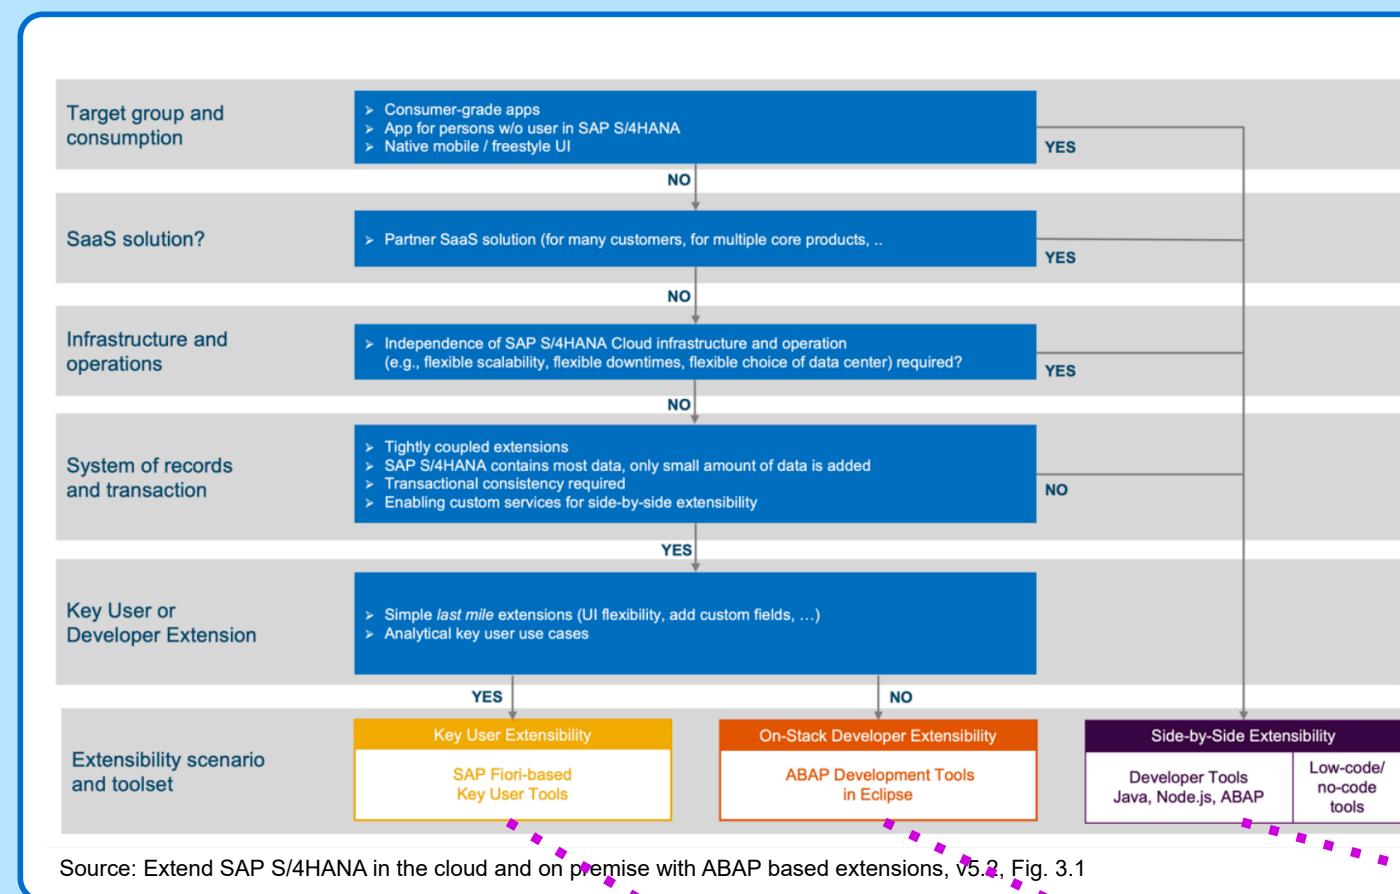 Target group and
consumption
➢ Consumer-grade apps
➢ App for persons w/o user in SAP S/4HANA
➢ Native mobile / freestyle UI
YES
NO
SaaS solution?
➢ Partner SaaS solution (for many customers, for multiple core products, ..
YES
NO
Infrastructure and
operations
➢ Independence of SAP S/4HANA Cloud infrastructure and operation
(e.g., flexible scalability, flexible downtimes, flexible choice of data center) required?
YES
NO
System of records
and transaction
➢ Tightly coupled extensions
➢ SAP S/4HANA contains most data, only small amount of data is added
➢ Transactional consistency required
➢ Enabling custom services for side-by-side extensibility
NO
YES
Key User or
Developer Extension
➢ Simple last mile extensions (UI flexibility, add custom fields, …)
➢ Analytical key user use cases
YES
NO
Extensibility scenario
and toolset
Key User Extensibility
SAP Fiori-based
Key User Tools
On-Stack Developer Extensibility
ABAP Development Tools
in Eclipse
Side-by-Side Extensibility
Developer Tools
Java, Node.js, ABAP
Low-code/
no-code
tools
Source: Extend SAP S/4HANA in the cloud and on premise with ABAP based extensions, v5.2, Fig. 3.1